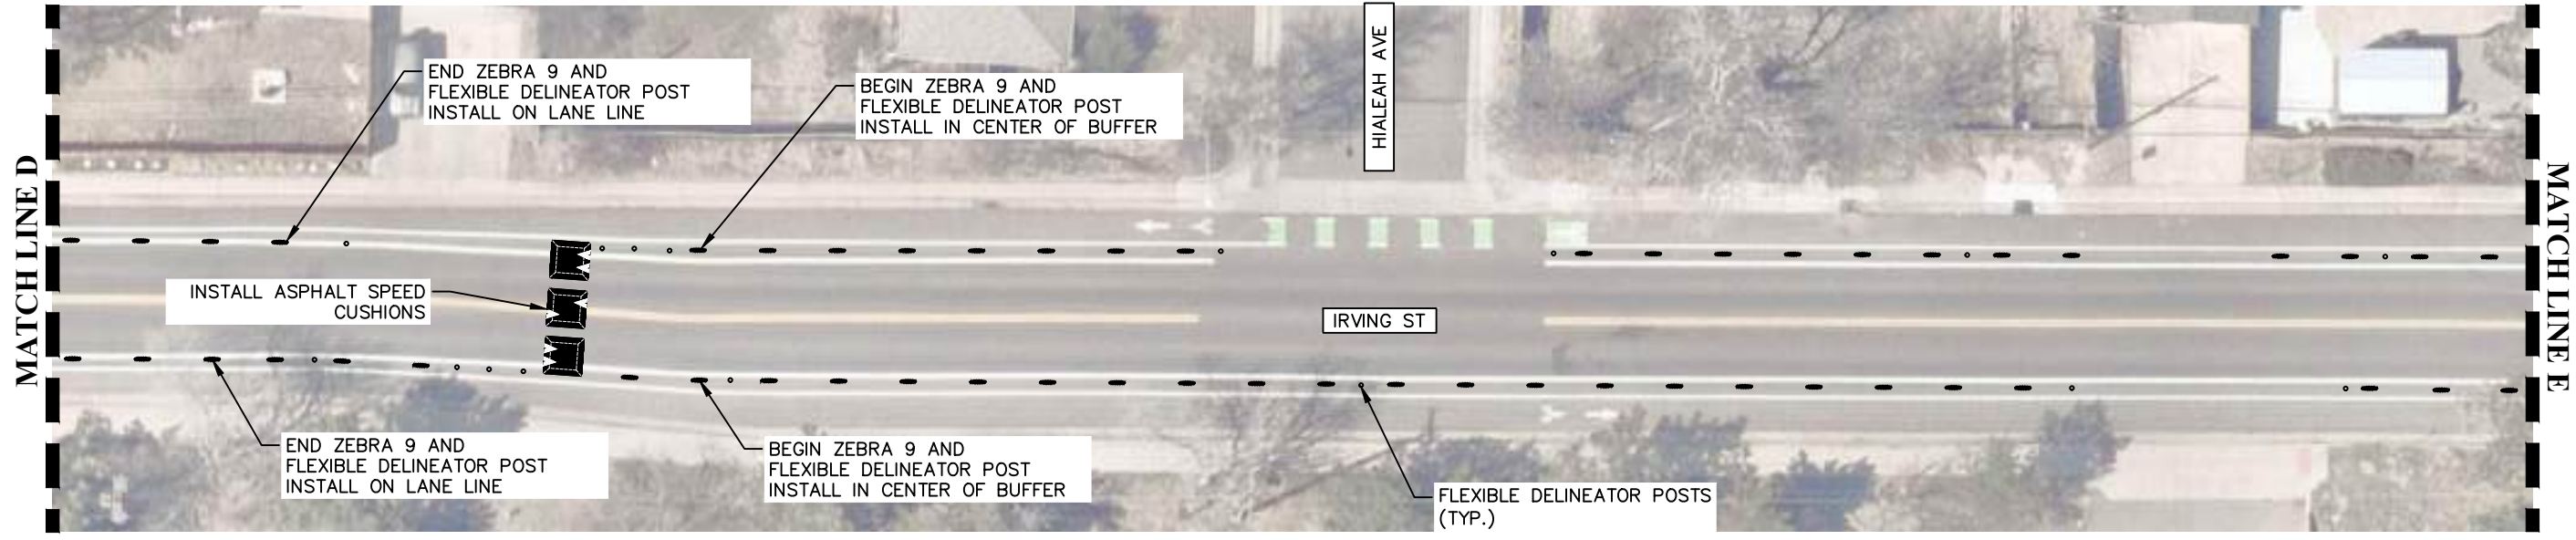 MATCH LINE D
END ZEBRA 9 AND
FLEXIBLE DELINEATOR POST
INSTALL ON LANE LINE
BEGIN ZEBRA 9 AND
FLEXIBLE DELINEATOR POST
INSTALL IN CENTER OF BUFFER
HIALEAH AVE
INSTALL ASPHALT SPEED
CUSHIONS
IRVING ST
END ZEBRA 9 AND
FLEXIBLE DELINEATOR POST
INSTALL ON LANE LINE
BEGIN ZEBRA 9 AND
FLEXIBLE DELINEATOR POST
INSTALL IN CENTER OF BUFFER
FLEXIBLE DELINEATOR POSTS
(TYP.)
MATCH LINE E